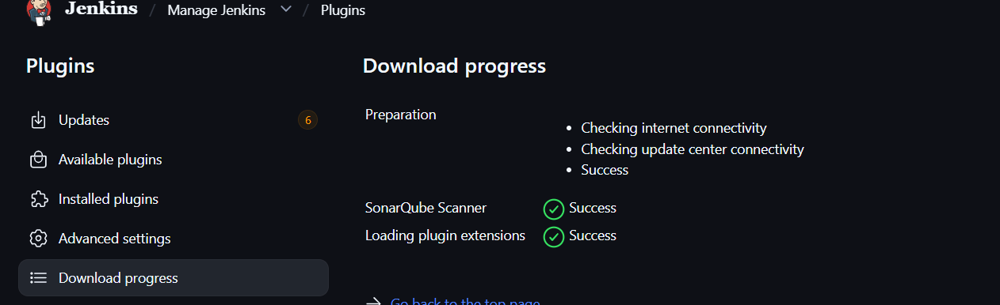 Jenkins / Manage Jenkins / Plugins
Plugins
Updates 6
Available plugins
Installed plugins
Advanced settings
Download progress
Download progress
Preparation
• Checking internet connectivity
• Checking update center connectivity
• Success
SonarQube Scanner Success
Loading plugin extensions Success
→ Go back to the top page